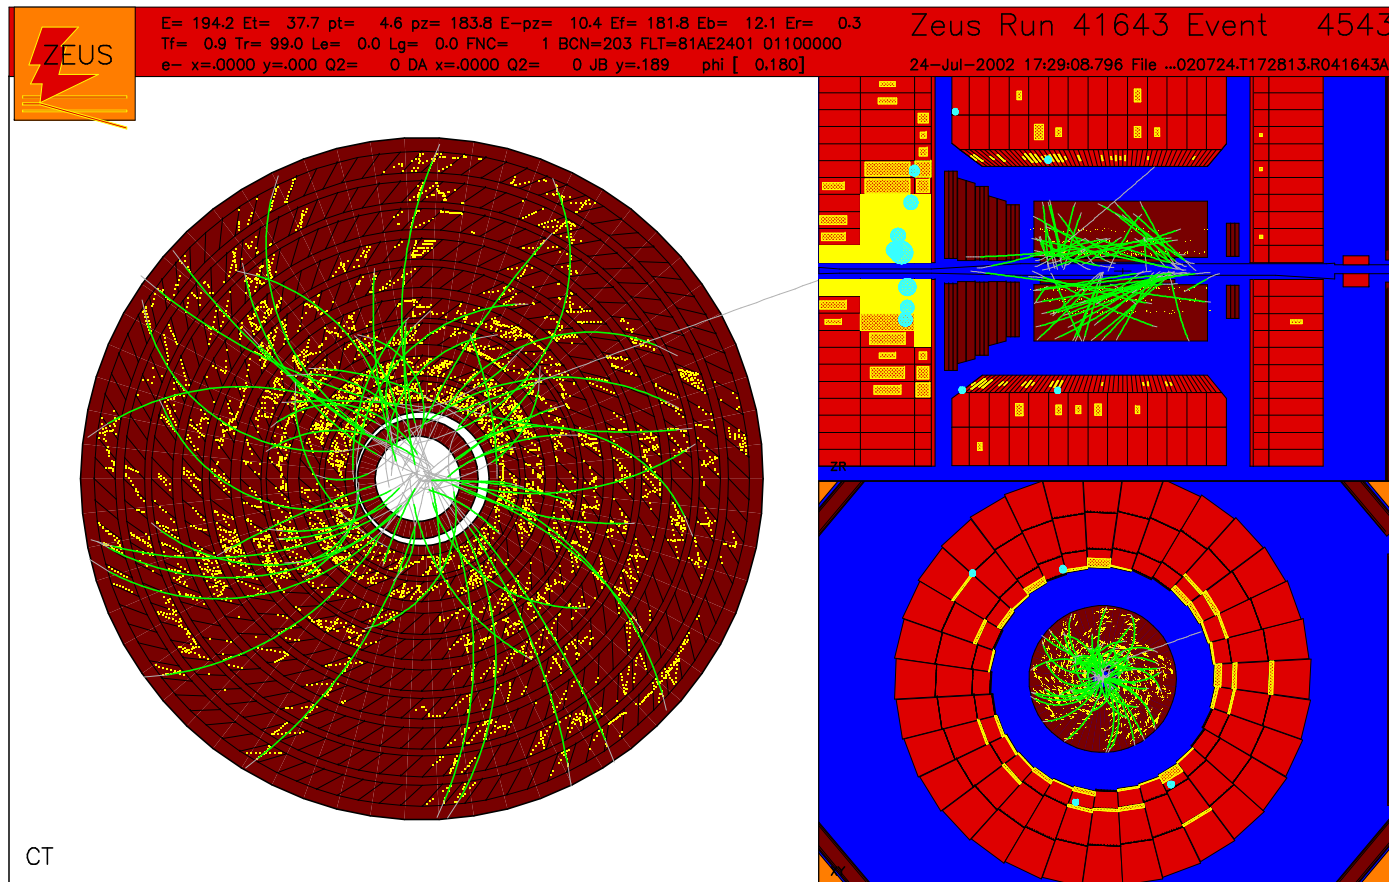 ZEUS
E= 194.2 Et= 37.7 pt= 4.6 pz= 183.8 E-pz= 10.4 Ef= 181.8 Eb= 12.1 Er= 0.3
Tf= 0.9 Tr= 99.0 Le= 0.0 Lg= 0.0 FNC= 1 BCN=203 FLT=81AE2401 01100000
e- x=.0000 y=.000 Q2= 0 DA x=.0000 Q2= 0 JB y=.189 phi [ 0.180]
Zeus Run 41643 Event 4543
24-Jul-2002 17:29:08.796 File ...020724.T172813.R041643A
ZR
XY
CT